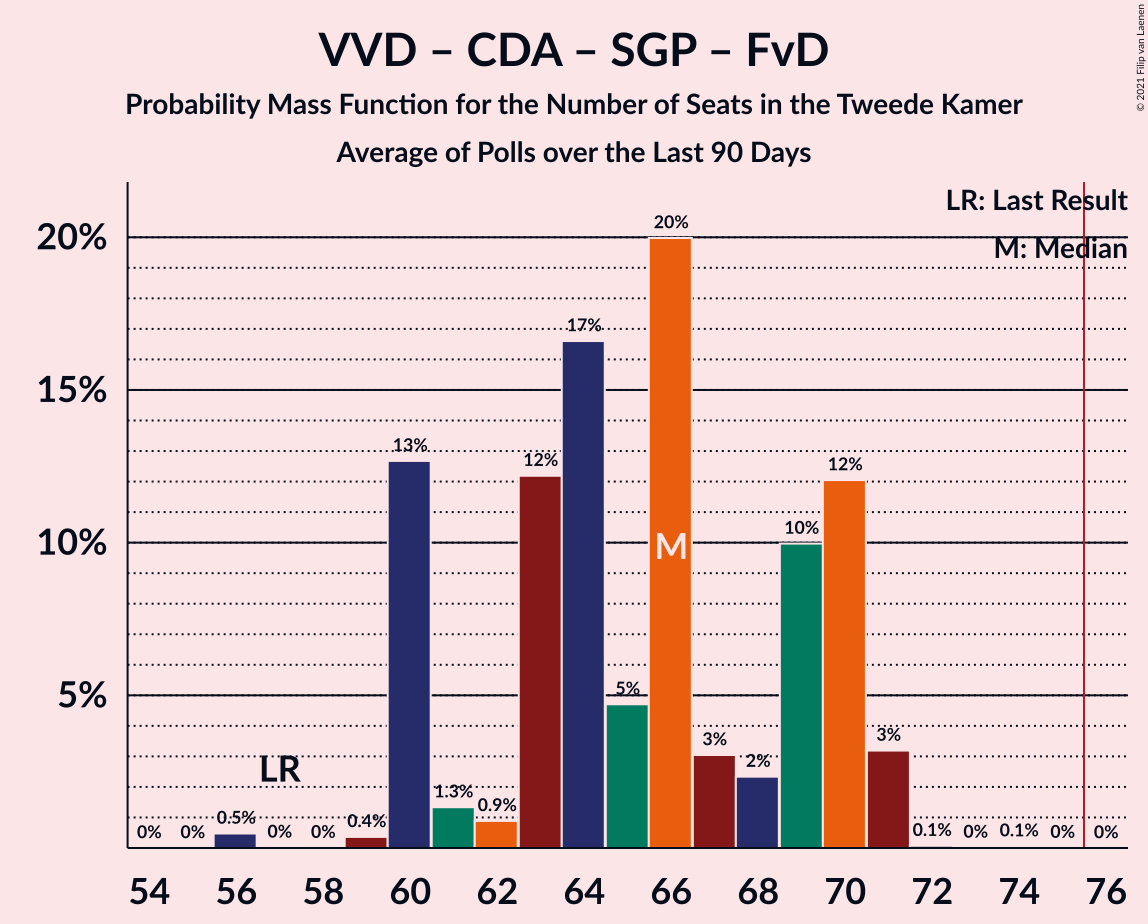 VVD – CDA – SGP – FvD
Probability Mass Function for the Number of Seats in the Tweede Kamer
Average of Polls over the Last 90 Days
© 2021 Filip van Laenen
LR: Last Result
M: Median
20%
15%
10%
5%
0% 0% 0.5% 0% 0% 0.4% 13% 1.3% 0.9% 12% 17% 5% 20% 3% 2% 10% 12% 3% 0.1% 0% 0.1% 0% 0%
LR
M
54 56 58 60 62 64 66 68 70 72 74 76